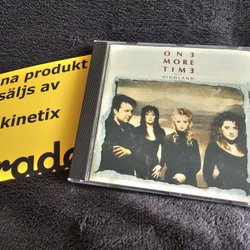 na produkt
säljs av
kinetix
rado
ONE
MORE
TIME
HIGHLAND